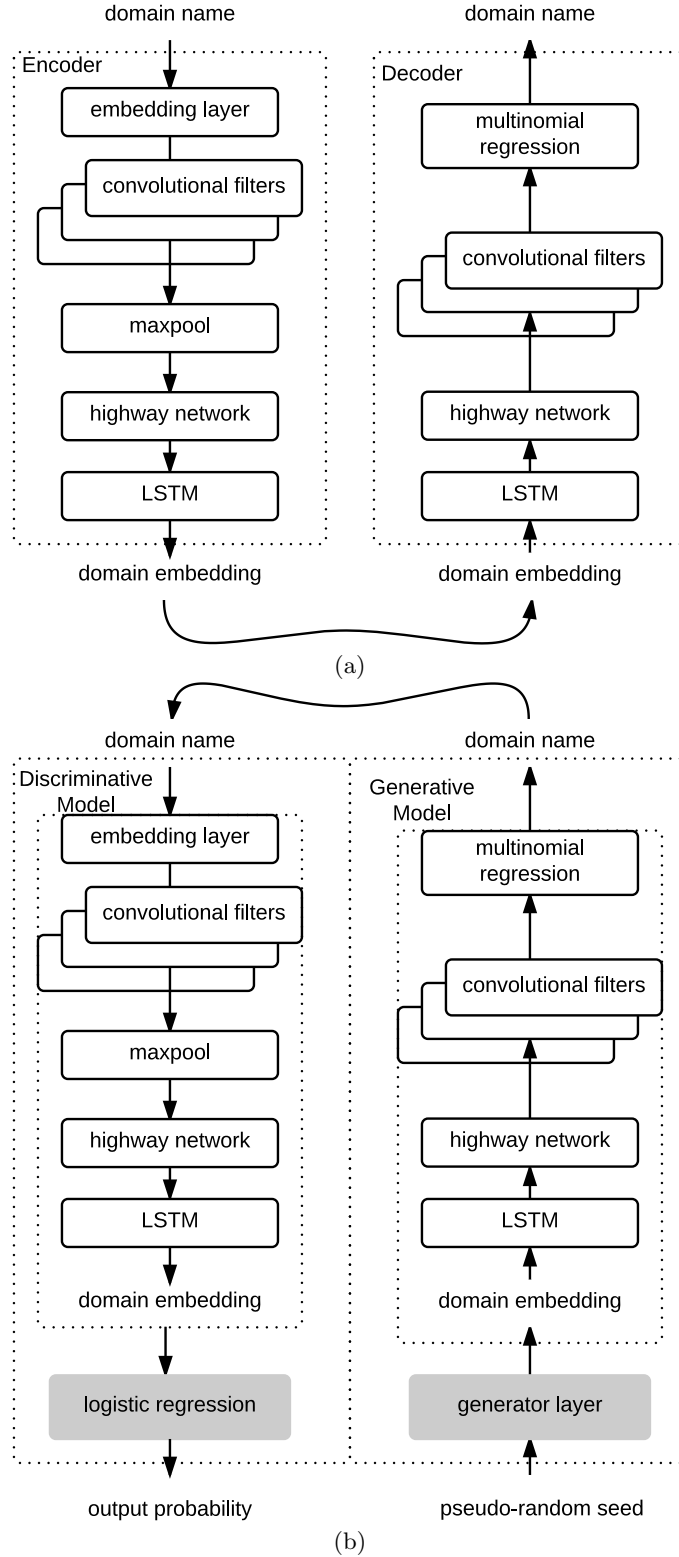 domain name
Encoder
embedding layer
convolutional filters
maxpool
highway network
LSTM
domain embedding
domain name
Decoder
multinomial
regression
convolutional filters
highway network
LSTM
domain embedding
(a)
domain name
Discriminative
Model
embedding layer
convolutional filters
maxpool
highway network
LSTM
domain embedding
logistic regression
output probability
domain name
Generative
Model
multinomial
regression
convolutional filters
highway network
LSTM
domain embedding
generator layer
pseudo-random seed
(b)